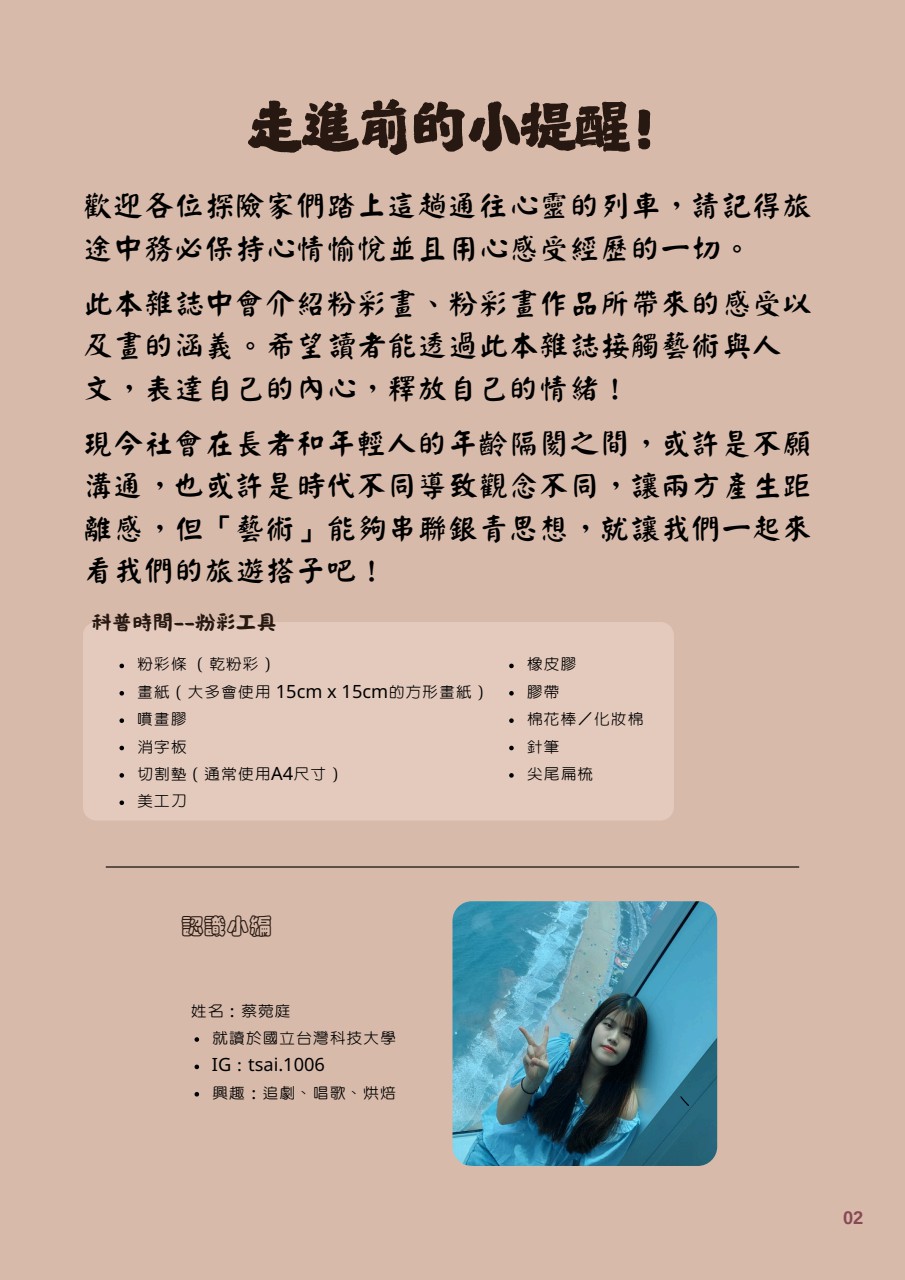 走進前的小提醒!
歡迎各位探險家們踏上這趟通往心靈的列車，請記得旅
途中務必保持心情愉悅並且用心感受經歷的一切。
此本雜誌中會介紹粉彩畫、粉彩畫作品所帶來的感受以
及畫的涵義。希望讀者能透過此本雜誌接觸藝術與人
文，表達自己的內心，釋放自己的情緒！
現今社會在長者和年輕人的年齡隔閡之間，或許是不願
溝通，也或許是時代不同導致觀念不同，讓兩方產生距
離感，但「藝術」能夠串聯銀青思想，就讓我們一起來
看我們的旅遊搭子吧！
科普時間--粉彩工具
• 粉彩條（乾粉彩）
• 畫紙（大多會使用 15cm x 15cm的方形畫紙）
• 噴畫膠
• 消字板
• 切割墊（通常使用A4尺寸）
• 美工刀
• 橡皮膠
• 膠帶
• 棉花棒／化妝棉
• 針筆
• 尖尾扁梳
認識小編
姓名：蔡菀庭
• 就讀於國立台灣科技大學
• IG：tsai.1006
• 興趣：追劇、唱歌、烘焙
02